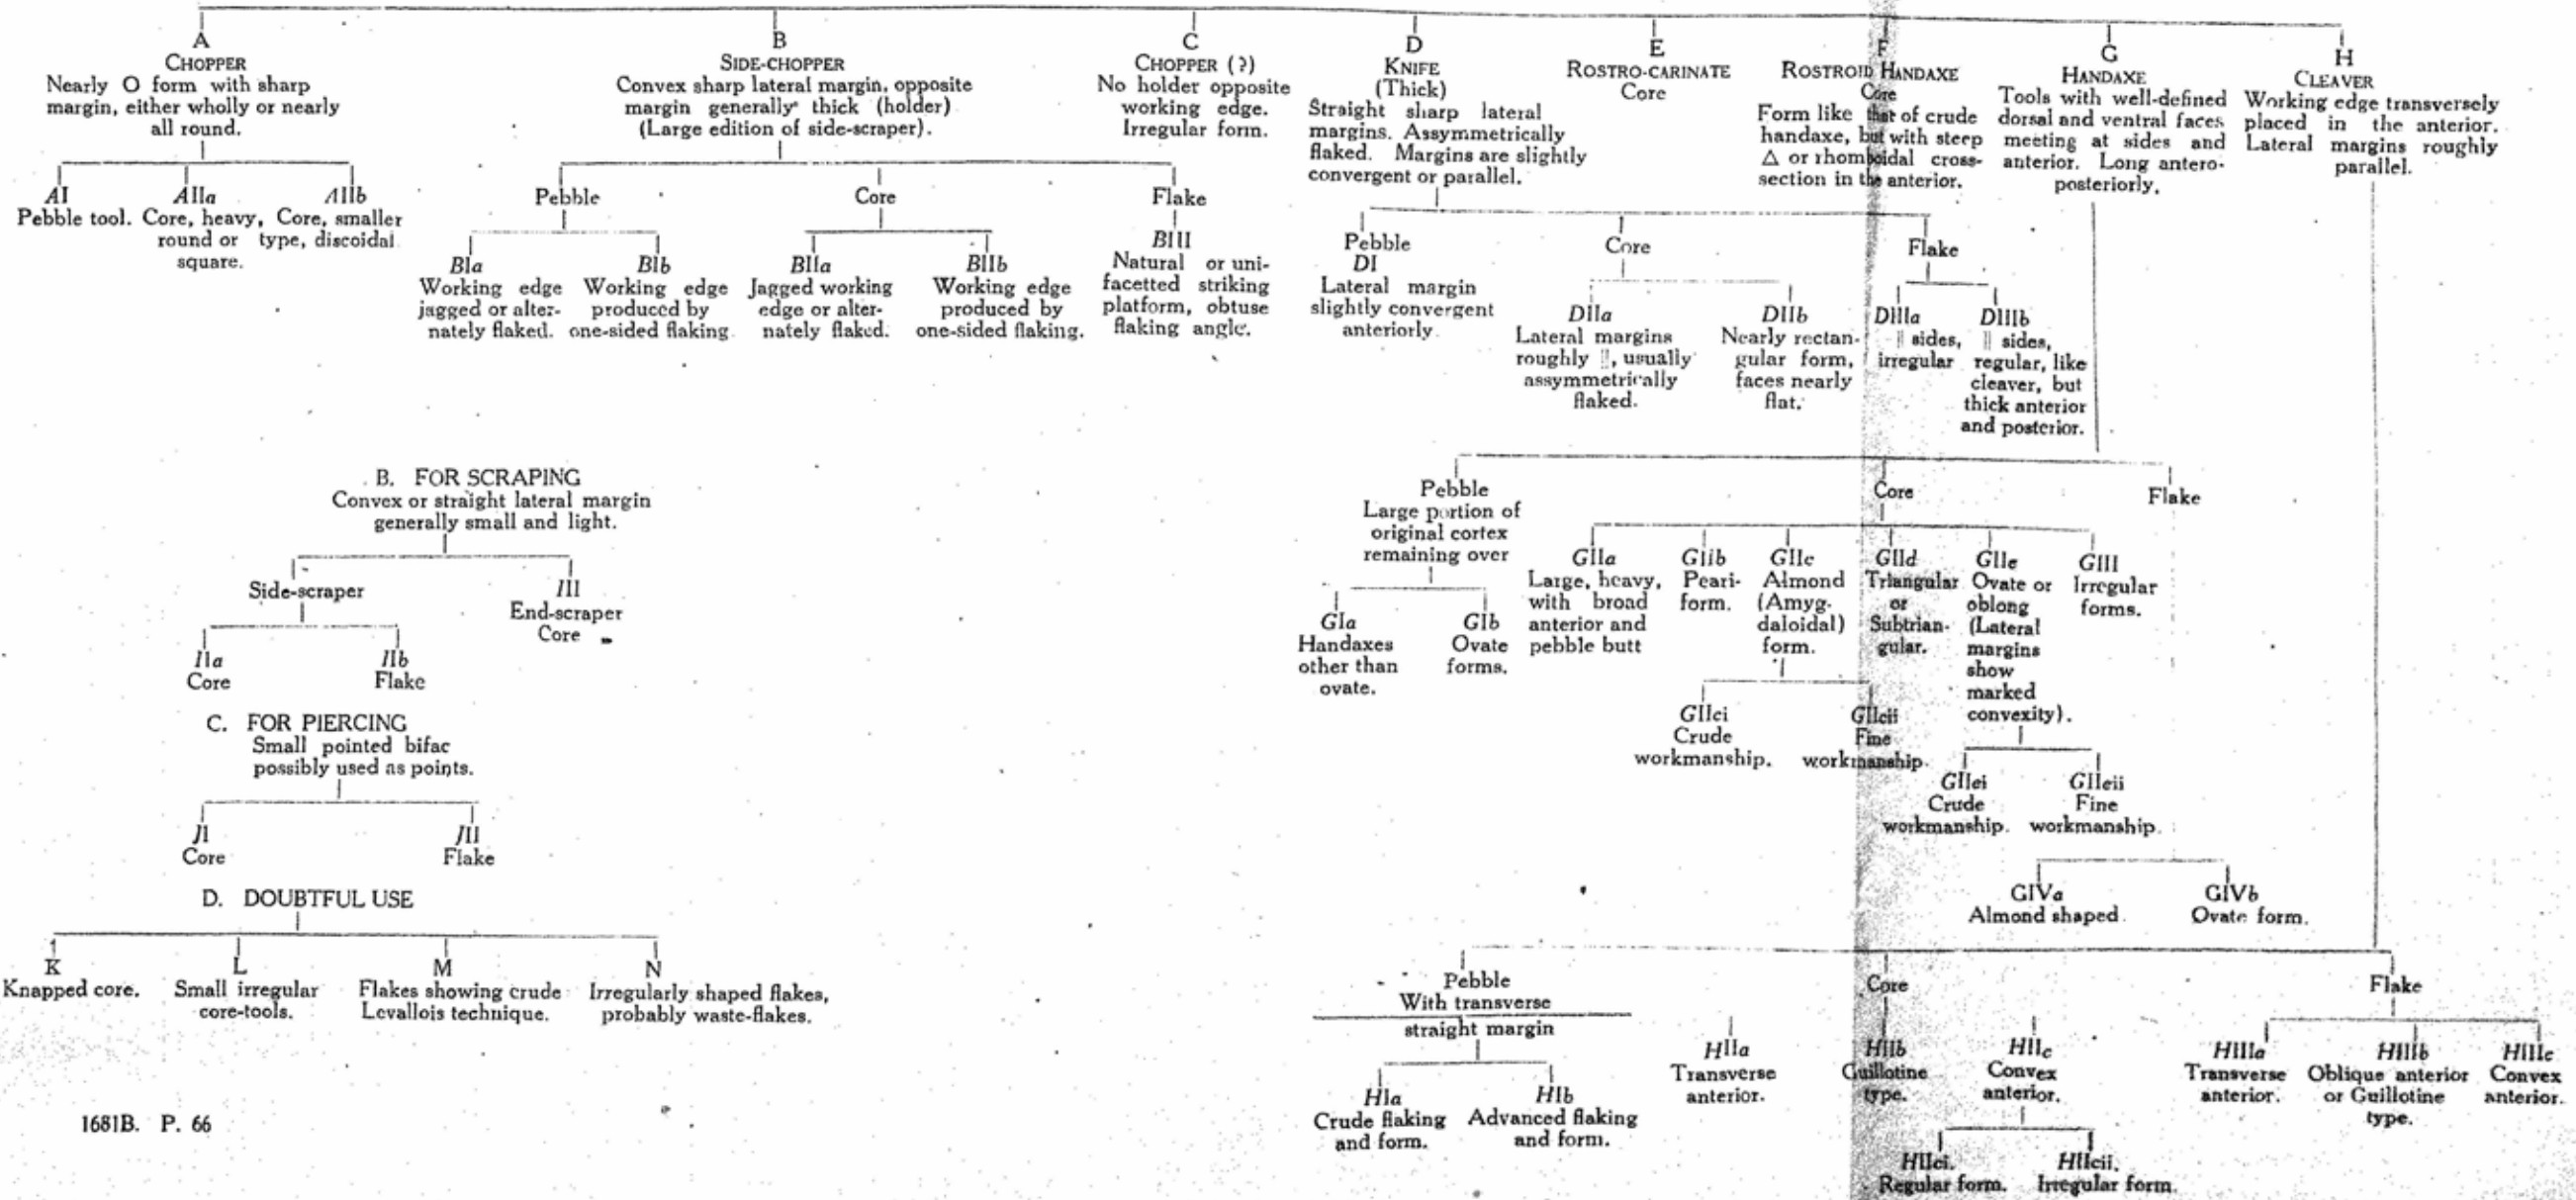 A
CHOPPER
Nearly O form with sharp
margin, either wholly or nearly
all round.
AI
Pebble tool.
AIIa
Core, heavy,
round or
square.
AIIb
Core, smaller
type, discoidal
B
SIDE-CHOPPER
Convex sharp lateral margin, opposite
margin generally thick (holder)
(Large edition of side-scraper).
Pebble
BIa
Working edge
jagged or alter-
nately flaked.
BIb
Working edge
produced by
one-sided flaking
Core
BIIa
Jagged working
edge or alter-
nately flaked.
BIIb
Working edge
produced by
one-sided flaking.
Flake
BIII
Natural or uni-
facetted striking
platform, obtuse
flaking angle.
C
CHOPPER (?)
No holder opposite
working edge.
Irregular form.
D
KNIFE
(Thick)
Straight sharp lateral
margins. Assymmetrically
flaked. Margins are slightly
convergent or parallel.
Pebble
DI
Lateral margin
slightly convergent
anteriorly.
Core
DIIa
Lateral margins
roughly ||, usually
assymmetrically
flaked.
DIIb
Nearly rectan-
gular form,
faces nearly
flat.
Flake
DIIIa
|| sides,
irregular
DIIIb
|| sides,
regular, like
cleaver, but
thick anterior
and posterior.
E
ROSTRO-CARINATE
Core
F
ROSTROID HANDAXE
Core
Form like that of crude
handaxe, but with steep
△ or rhomboidal cross-
section in the anterior.
G
HANDAXE
Tools with well-defined
dorsal and ventral faces
meeting at sides and
anterior. Long antero-
posteriorly.
Pebble
Large portion of
original cortex
remaining over
GIa
Handaxes
other than
ovate.
GIb
Ovate
forms.
Core
GIIa
Large, heavy,
with broad
anterior and
pebble butt
GIIb
Peari-
form.
GIIc
Almond
(Amyg-
daloidal)
form.
GIIci
Crude
workmanship.
GIIcii
Fine
workmanship.
GIId
Triangular
or
Subtrian-
gular.
GIIe
Ovate or
oblong
(Lateral
margins
show
marked
convexity).
GIIei
Crude
workmanship.
GIIeii
Fine
workmanship.
GIII
Irregular
forms.
Flake
GIVa
Almond shaped.
GIVb
Ovate form.
H
CLEAVER
Working edge transversely
placed in the anterior.
Lateral margins roughly
parallel.
Pebble
With transverse
straight margin
HIa
Crude flaking
and form.
HIb
Advanced flaking
and form.
Core
HIIa
Transverse
anterior.
HIIb
Guillotine
type.
HIIc
Convex
anterior.
HIIci.
Regular form.
HIIcii.
Irregular form
Flake
HIIIa
Transverse
anterior.
HIIIb
Oblique anterior
or Guillotine
type.
HIIIc
Convex
anterior.
B. FOR SCRAPING
Convex or straight lateral margin
generally small and light.
Side-scraper
IIa
Core
IIb
Flake
III
End-scraper
Core
C. FOR PIERCING
Small pointed bifac
possibly used as points.
JI
Core
JII
Flake
D. DOUBTFUL USE
K
Knapped core.
L
Small irregular
core-tools.
M
Flakes showing crude
Levallois technique.
N
Irregularly shaped flakes,
probably waste-flakes.
1681B. P. 66